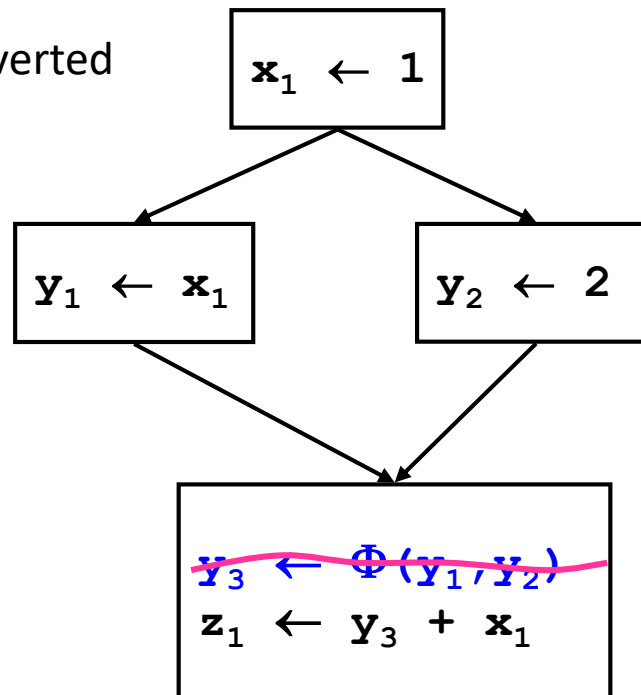 verted
x₁ ← 1
y₁ ← x₁
y₂ ← 2
y₃ ← Φ(y₁,y₂)
z₁ ← y₃ + x₁